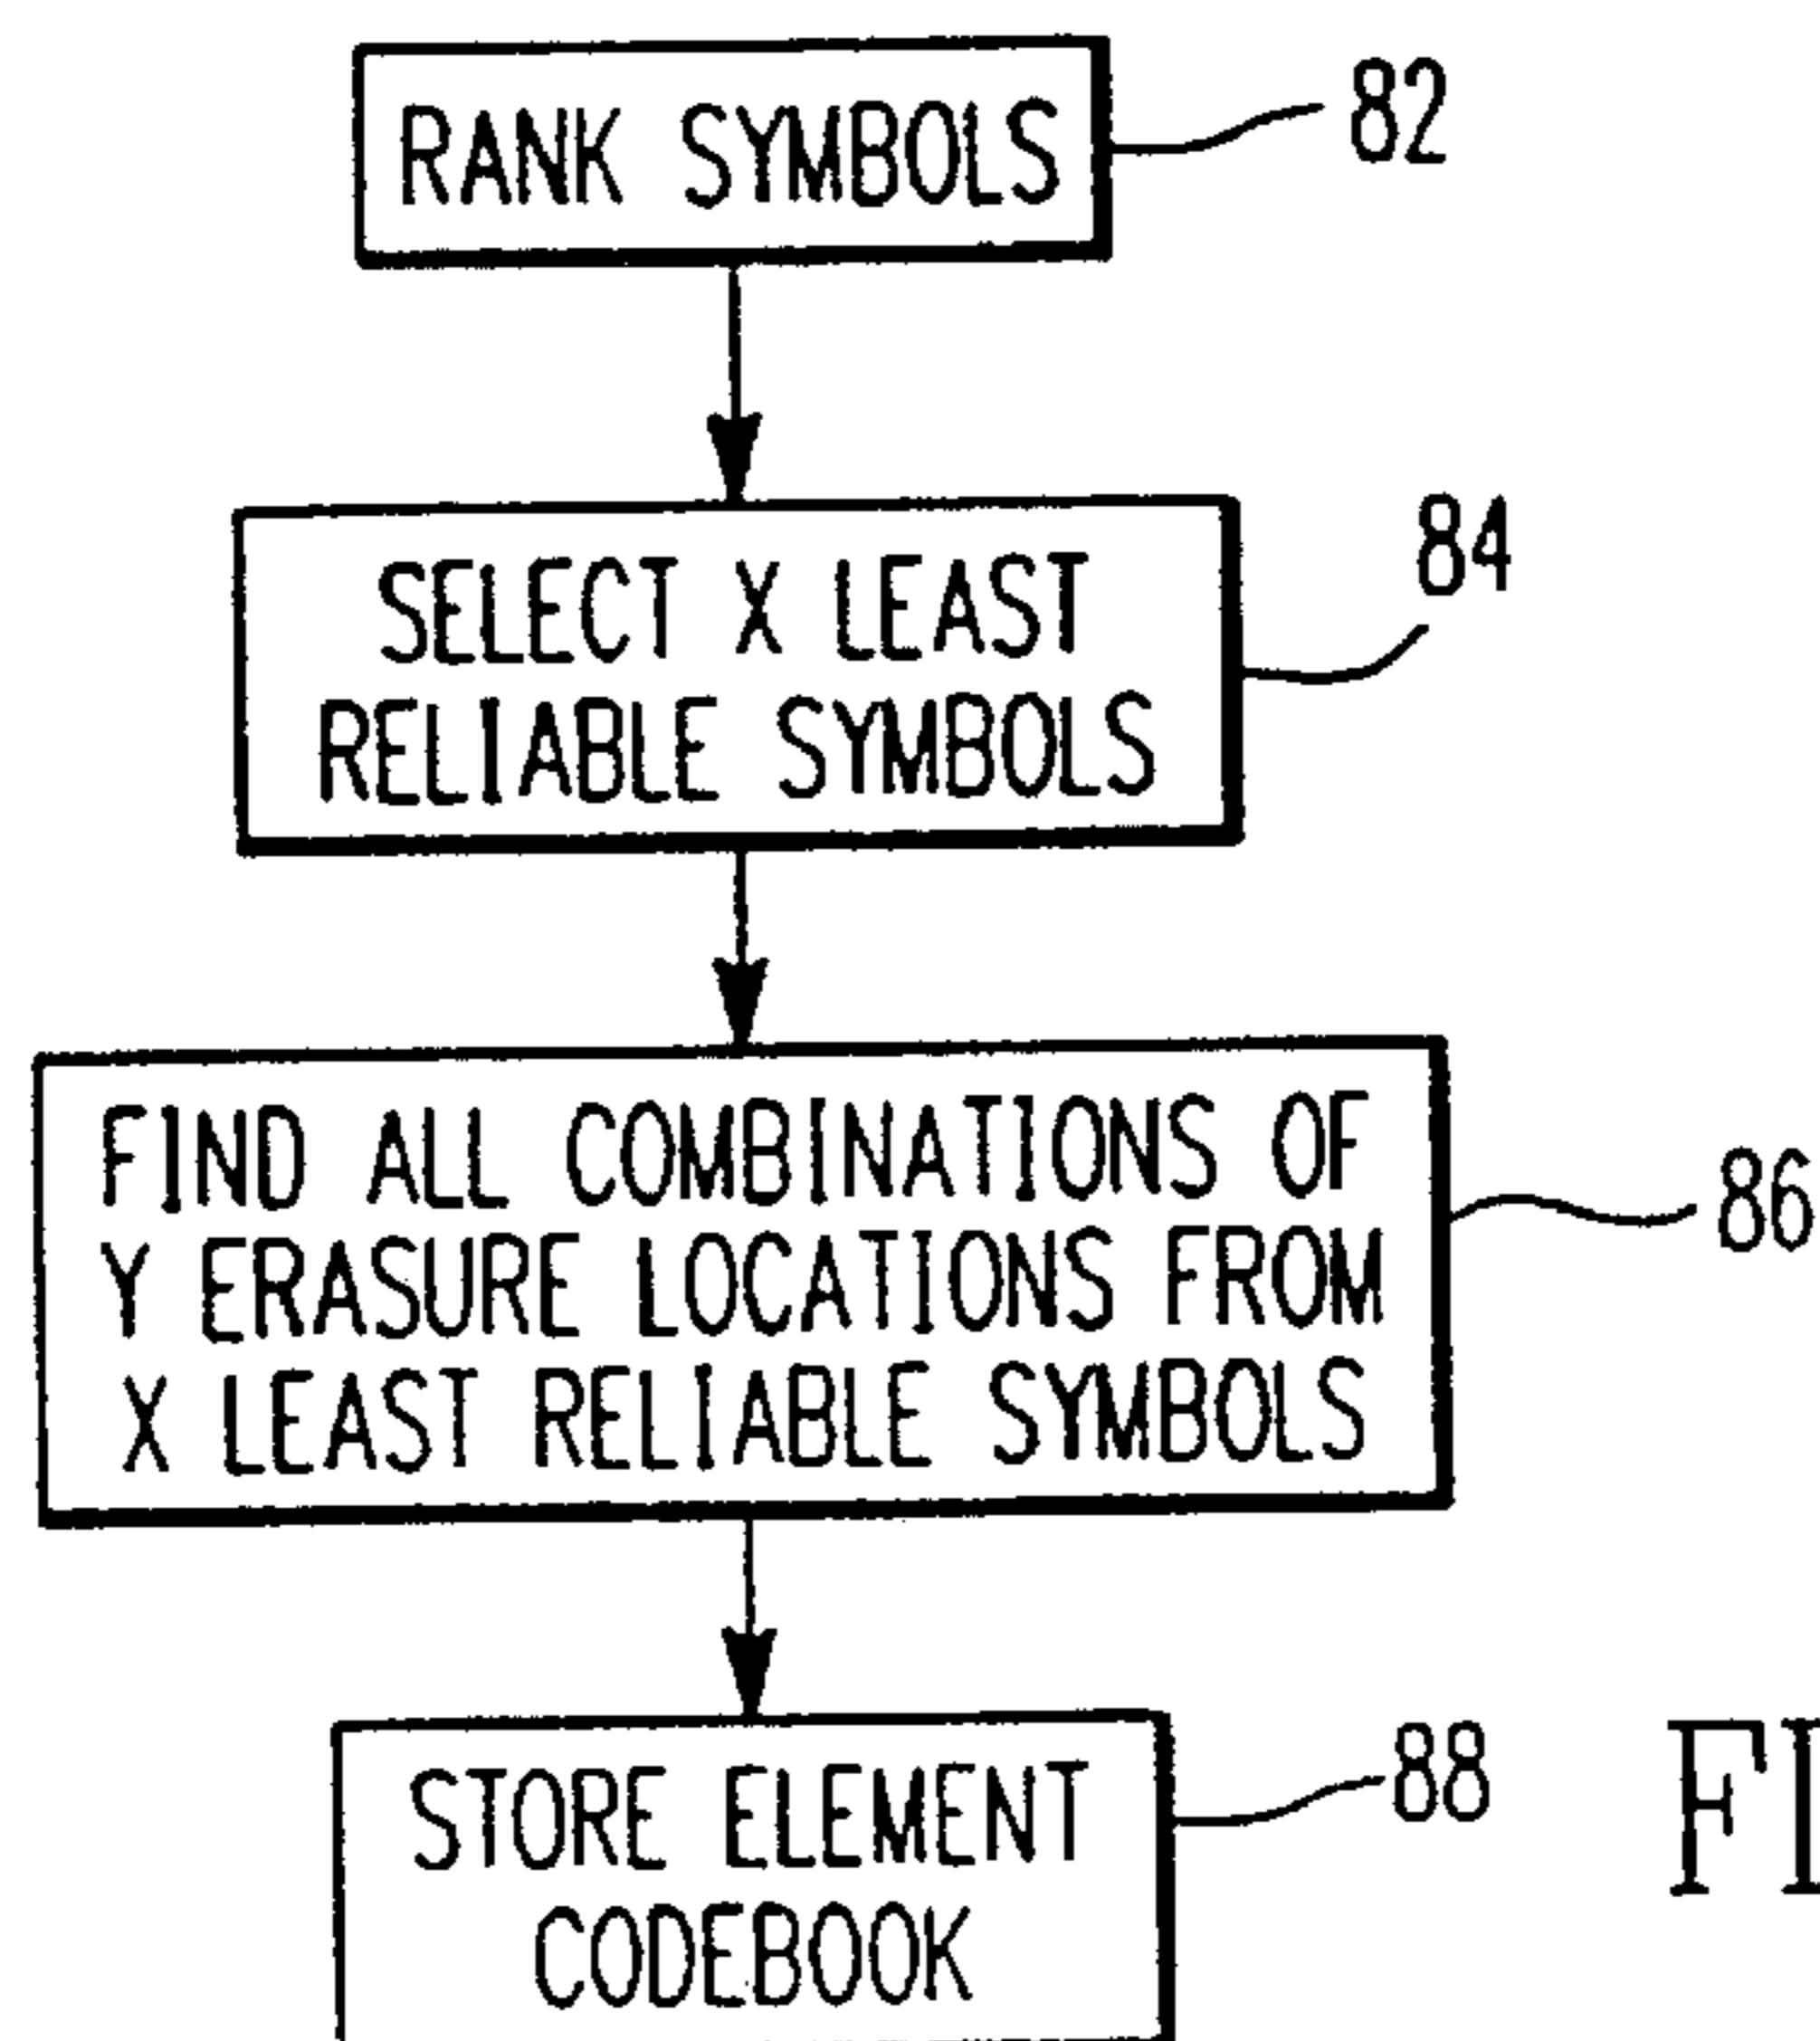 RANK SYMBOLS
82
SELECT X LEAST
RELIABLE SYMBOLS
84
FIND ALL COMBINATIONS OF
Y ERASURE LOCATIONS FROM
X LEAST RELIABLE SYMBOLS
86
STORE ELEMENT
CODEBOOK
88